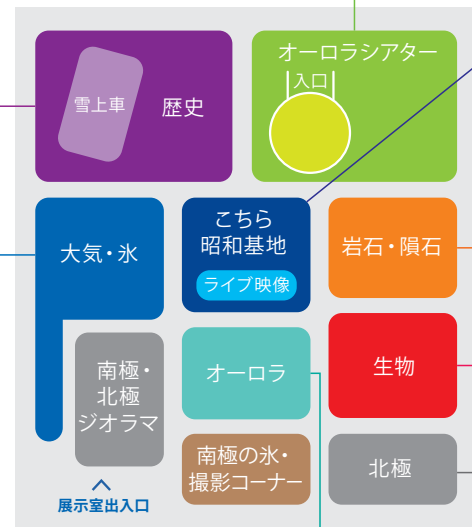 オーロラシアター
入口
雪上車
歴史
大気・氷
こちら
昭和基地
ライブ映像
岩石・隕石
南極・
北極
ジオラマ
オーロラ
生物
南極の氷・
撮影コーナー
北極
展示室出入口